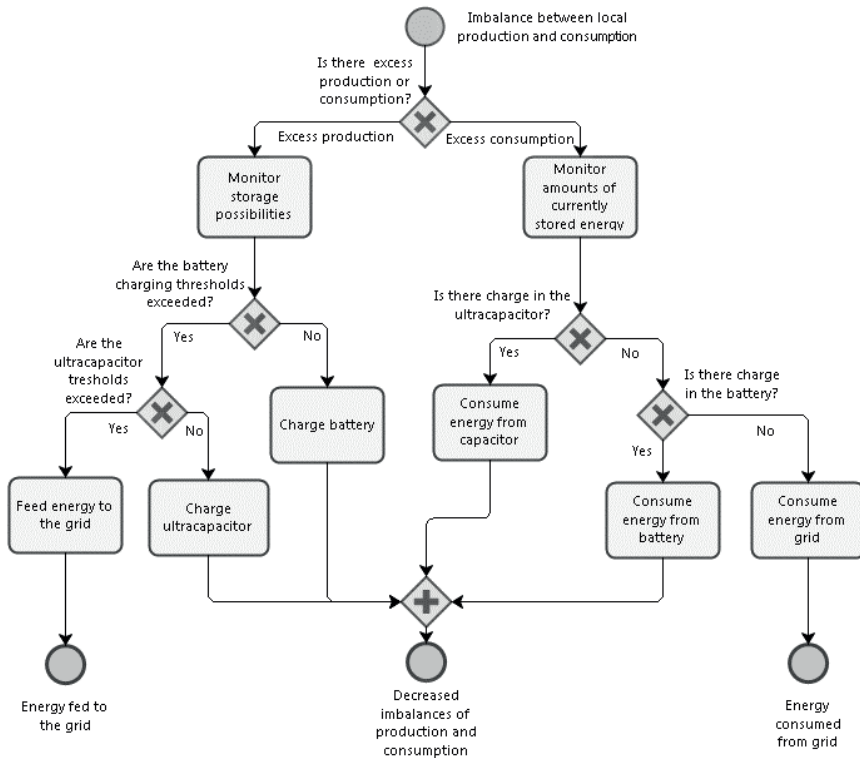 Imbalance between local
production and consumption
Is there excess
production or
consumption?
Excess production
Excess consumption
Monitor
storage
possibilities
Monitor
amounts of
currently
stored energy
Are the battery
charging thresholds
exceeded?
Is there charge in the
ultracapacitor?
Yes
No
Are the
ultracapacitor
tresholds
exceeded?
Yes
No
Is there charge
in the battery?
Charge battery
Consume
energy from
capacitor
Yes
No
Yes
No
Feed energy to
the grid
Charge
ultracapacitor
Consume
energy from
battery
Consume
energy from
grid
Energy fed to
the grid
Decreased
imbalances of
production and
consumption
Energy
consumed
from grid